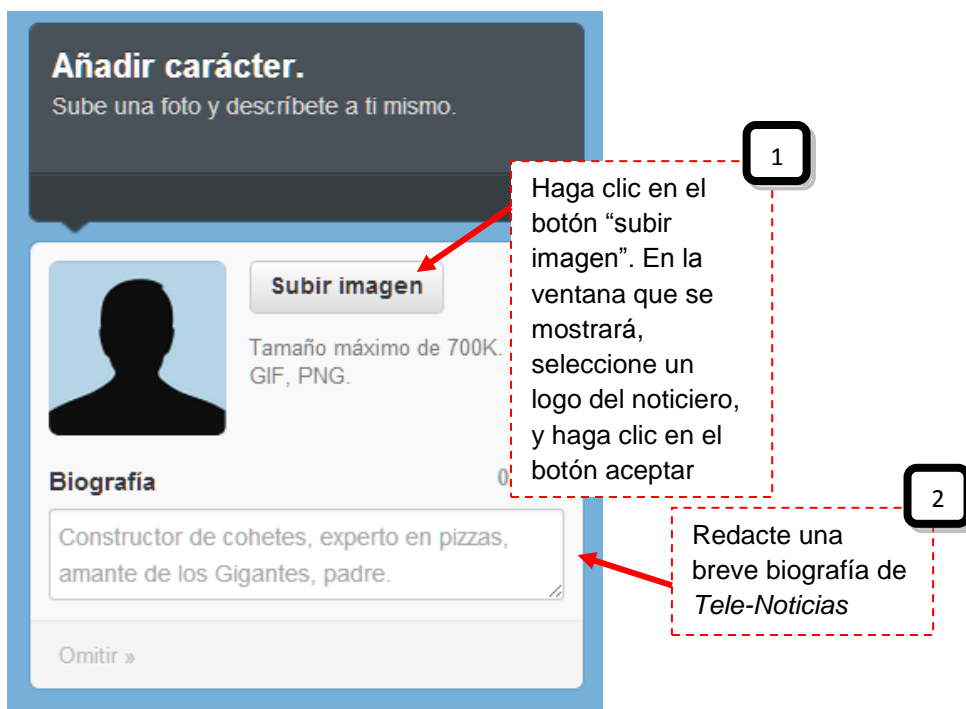 Añadir carácter.
Sube una foto y descríbete a ti mismo.
1
Haga clic en el
botón “subir
imagen”. En la
ventana que se
mostrará,
seleccione un
logo del noticiero,
y haga clic en el
botón aceptar
Subir imagen
Tamaño máximo de 700K.
GIF, PNG.
Biografía
0
Constructor de cohetes, experto en pizzas,
amante de los Gigantes, padre.
2
Redacte una
breve biografía de
Tele-Noticias
Omitir »